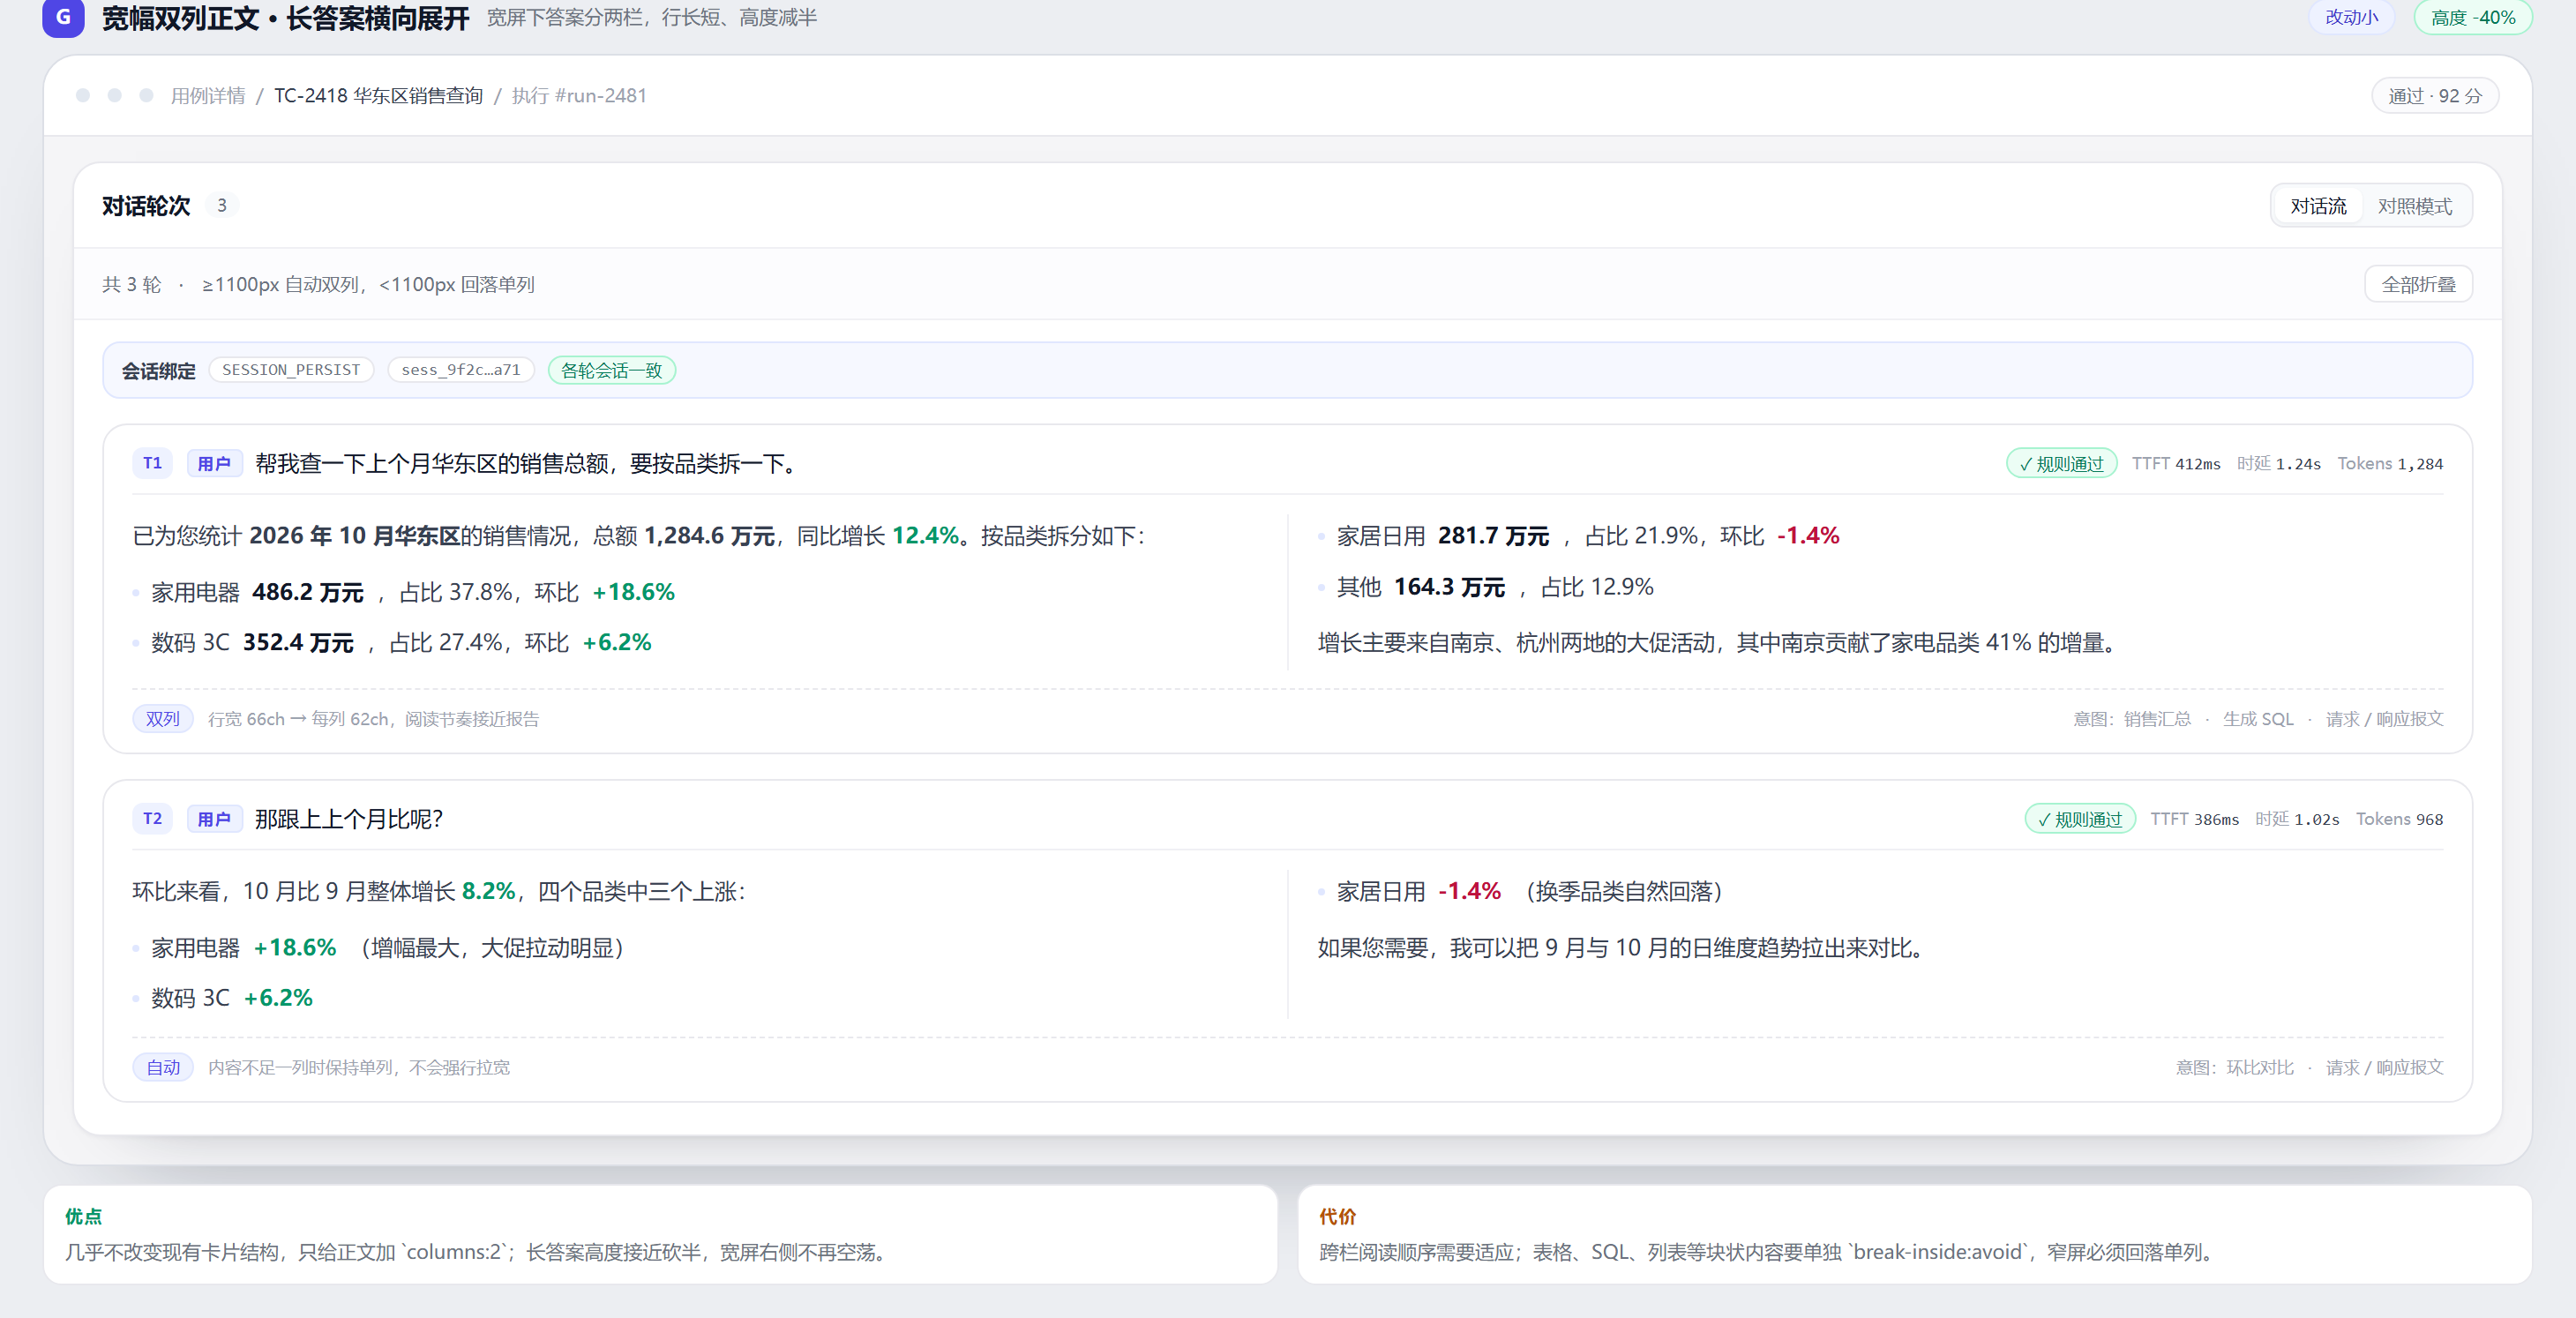 G 宽幅双列正文 • 长答案横向展开 宽屏下答案分两栏，行长短、高度减半 改动小 高度 -40%
用例详情 / TC-2418 华东区销售查询 / 执行 #run-2481 通过 · 92 分
对话轮次 3 对话流 对照模式
共 3 轮 · ≥1100px 自动双列，<1100px 回落单列 全部折叠
会话绑定 SESSION_PERSIST sess_9f2c…a71 各轮会话一致
T1 用户 帮我查一下上个月华东区的销售总额，要按品类拆一下。 ✓ 规则通过 TTFT 412ms 时延 1.24s Tokens 1,284
已为您统计 2026 年 10 月华东区的销售情况，总额 1,284.6 万元，同比增长 12.4%。按品类拆分如下：
家用电器 486.2 万元 ，占比 37.8%，环比 +18.6%
数码 3C 352.4 万元 ，占比 27.4%，环比 +6.2%
家居日用 281.7 万元 ，占比 21.9%，环比 -1.4%
其他 164.3 万元 ，占比 12.9%
增长主要来自南京、杭州两地的大促活动，其中南京贡献了家电品类 41% 的增量。
双列 行宽 66ch → 每列 62ch，阅读节奏接近报告 意图：销售汇总 · 生成 SQL · 请求 / 响应报文
T2 用户 那跟上上个月比呢？ ✓ 规则通过 TTFT 386ms 时延 1.02s Tokens 968
环比来看，10 月比 9 月整体增长 8.2%，四个品类中三个上涨：
家用电器 +18.6% （增幅最大，大促拉动明显）
数码 3C +6.2%
家居日用 -1.4% （换季品类自然回落）
如果您需要，我可以把 9 月与 10 月的日维度趋势拉出来对比。
自动 内容不足一列时保持单列，不会强行拉宽 意图：环比对比 · 请求 / 响应报文
优点
几乎不改变现有卡片结构，只给正文加 `columns:2`；长答案高度接近砍半，宽屏右侧不再空荡。
代价
跨栏阅读顺序需要适应；表格、SQL、列表等块状内容要单独 `break-inside:avoid`，窄屏必须回落单列。